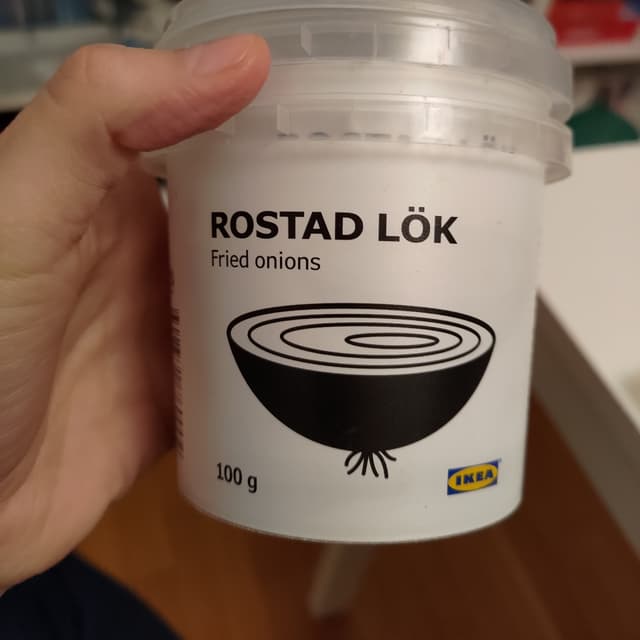 ROSTAD LÖK
Fried onions
100 g
IKEA